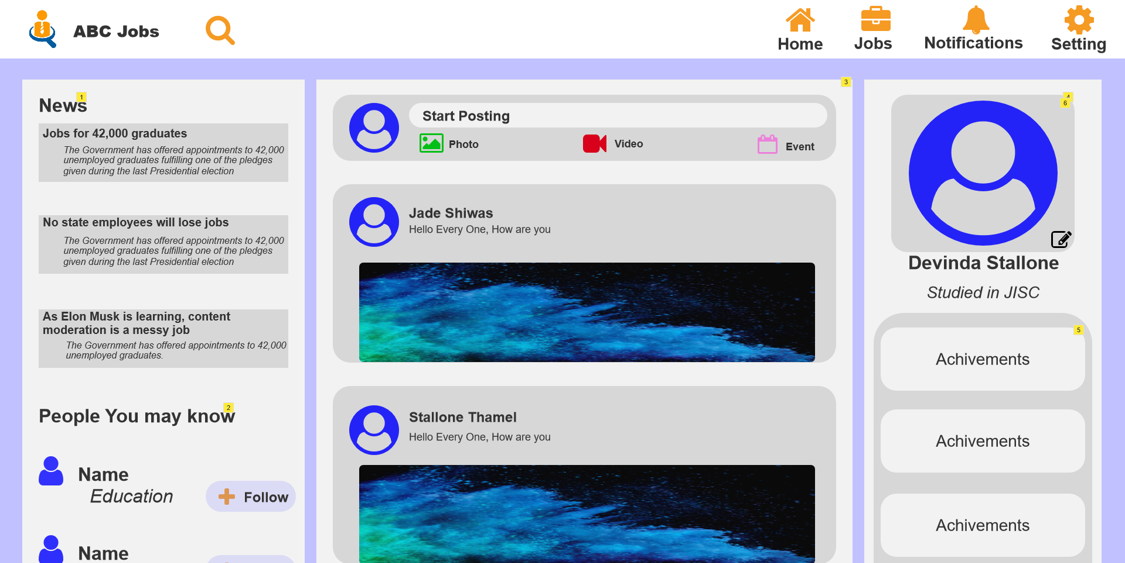 ABC Jobs
Home
Jobs
Notifications
Setting
News
1
Jobs for 42,000 graduates
The Government has offered appointments to 42,000
unemployed graduates fulfilling one of the pledges
given during the last Presidential election
No state employees will lose jobs
The Government has offered appointments to 42,000
unemployed graduates fulfilling one of the pledges
given during the last Presidential election
As Elon Musk is learning, content
moderation is a messy job
The Government has offered appointments to 42,000
unemployed graduates.
People You may know
2
Name
Education
Follow
Name
3
Start Posting
Photo
Video
Event
Jade Shiwas
Hello Every One, How are you
Stallone Thamel
Hello Every One, How are you
4
6
Devinda Stallone
Studied in JISC
5
Achivements
Achivements
Achivements